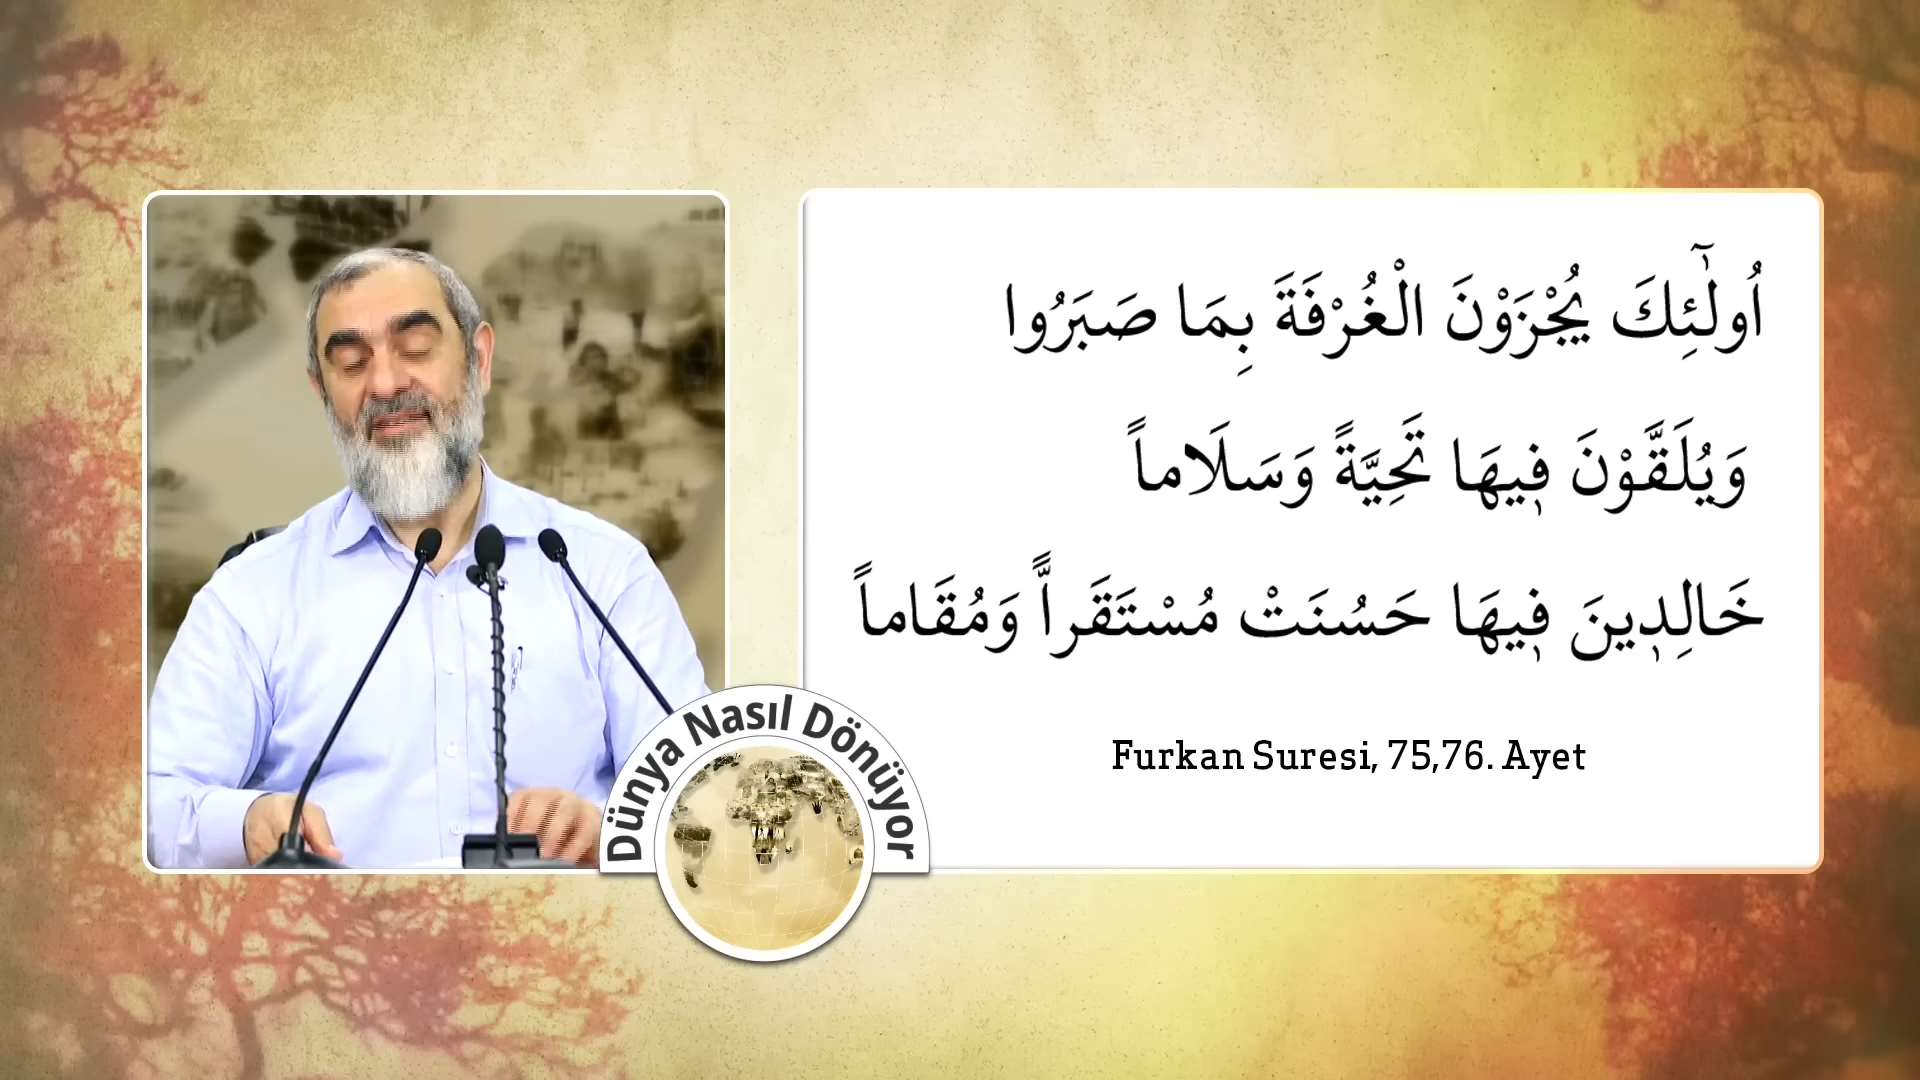 اُولٰٓئِكَ يُجْزَوْنَ الْغُرْفَةَ بِمَا صَبَرُوا
وَيُلَقَّوْنَ ف۪يهَا تَحِيَّةً وَسَلَاماً
خَالِد۪ينَ ف۪يهَا حَسُنَتْ مُسْتَقَراًّ وَمُقَاماً
Furkan Suresi, 75,76. Ayet
Dünya Nasıl Dönüyor